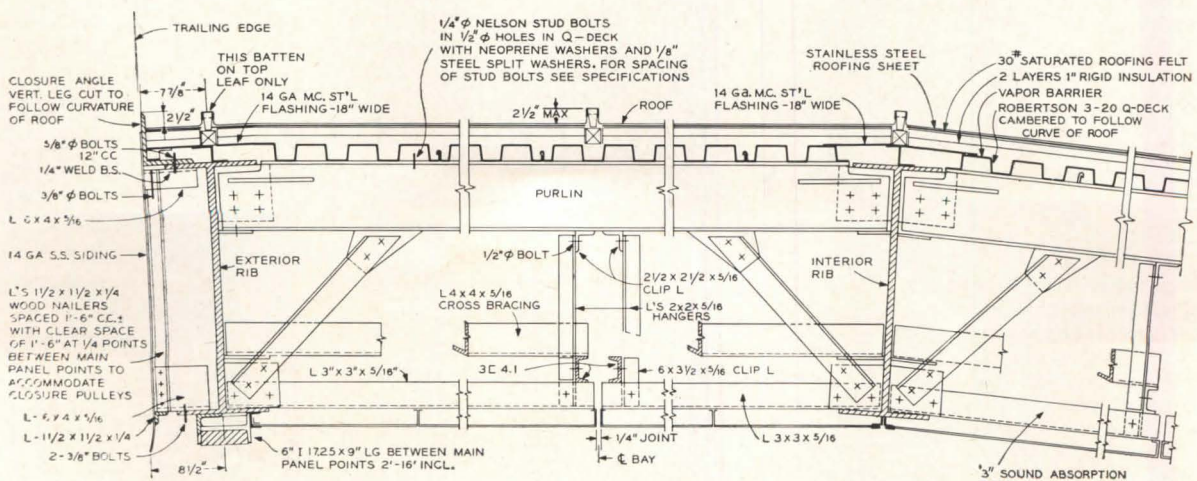 TRAILING EDGE
CLOSURE ANGLE
VERT. LEG CUT TO
FOLLOW CURVATURE
OF ROOF
7 7/8"
2 1/2"
THIS BATTEN
ON TOP
LEAF ONLY
14 GA M.C. ST'L
FLASHING-18" WIDE
1/4" Φ NELSON STUD BOLTS
IN 1/2" Φ HOLES IN Q-DECK
WITH NEOPRENE WASHERS AND 1/8"
STEEL SPLIT WASHERS. FOR SPACING
OF STUD BOLTS SEE SPECIFICATIONS
2 1/2"
MAX
ROOF
14 Ga. M.C. ST'L
FLASHING-18" WIDE
STAINLESS STEEL
ROOFING SHEET
30# SATURATED ROOFING FELT
2 LAYERS 1" RIGID INSULATION
VAPOR BARRIER
ROBERTSON 3-20 Q-DECK
CAMBERED TO FOLLOW
CURVE OF ROOF
5/8" Φ BOLTS
12" CC
1/4" WELD B.S.
3/8" Φ BOLTS
L 6 x 4 x 5/16
14 GA S.S. SIDING
L'S 1 1/2 x 1 1/2 x 1/4
WOOD NAILERS
SPACED 1'-6" C.C.±
WITH CLEAR SPACE
OF 1'-6" AT 1/4 POINTS
BETWEEN MAIN
PANEL POINTS TO
ACCOMMODATE
CLOSURE PULLEYS
L-6 x 4 x 5/16
L-1 1/2 x 1 1/2 x 1/4
2-3/8" BOLTS
8 1/2"
EXTERIOR
RIB
PURLIN
1/2" Φ BOLT
2 1/2 x 2 1/2 x 5/16
CLIP L
L 4 x 4 x 5/16
CROSS BRACING
L'S 2x2x 5/16
HANGERS
INTERIOR
RIB
L 3" x 3" x 5/16"
3 C 4.1
6 x 3 1/2 x 5/16 CLIP L
6" I 17.25 x 9" LG BETWEEN MAIN
PANEL POINTS 2'-16' INCL.
1/4" JOINT
℄ BAY
L 3x3x 5/16
"3" SOUND ABSORPTION